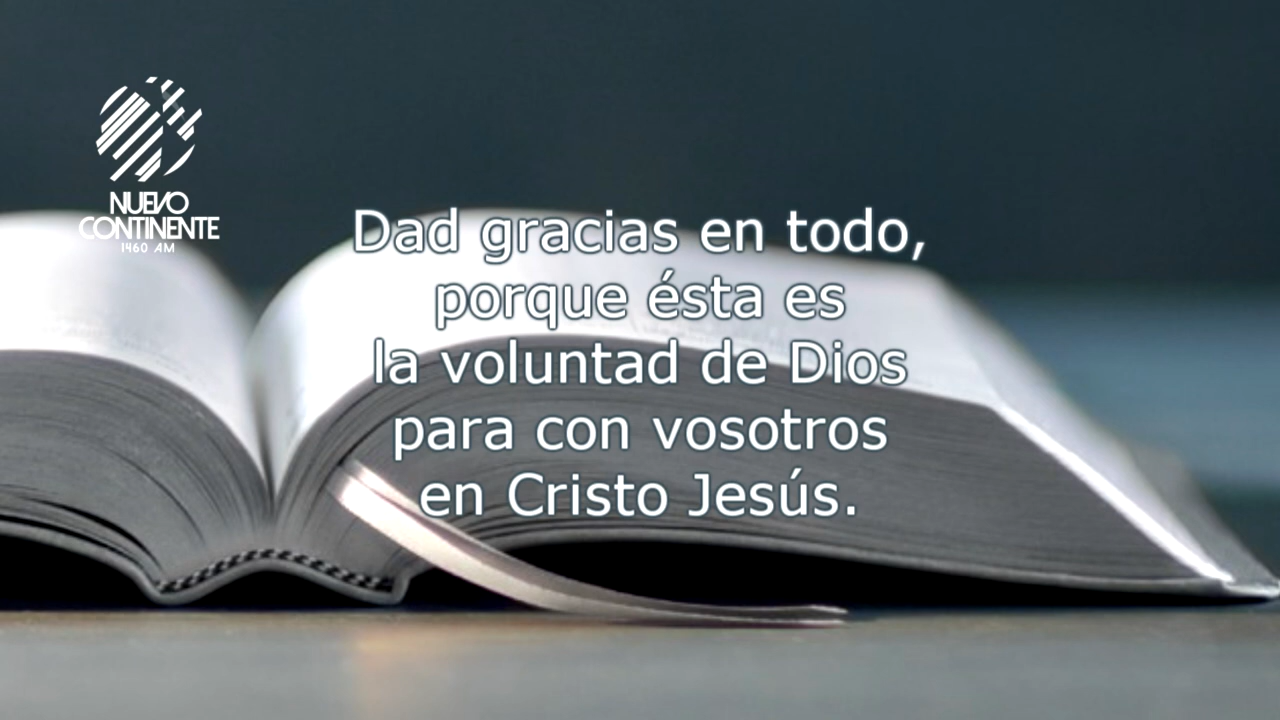 NUEVO
CONTINENTE
1460 AM
Dad gracias en todo,
porque ésta es
la voluntad de Dios
para con vosotros
en Cristo Jesús.